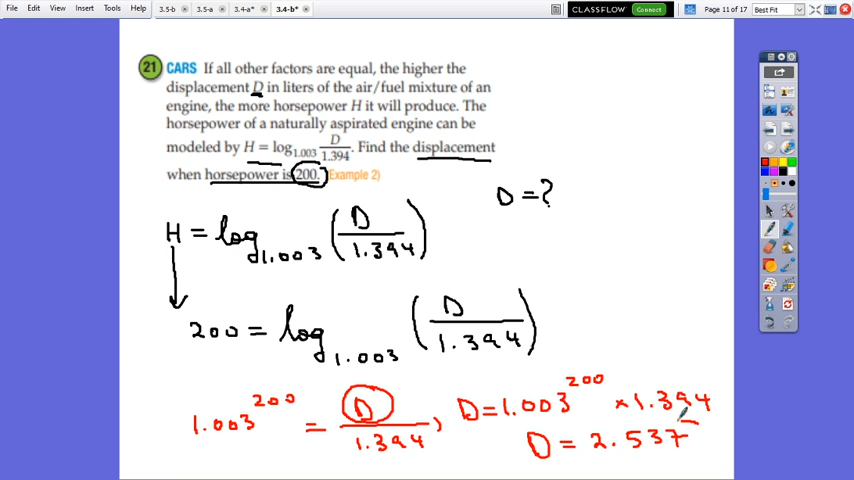 File Edit View Insert Tools Help
3.5-b
3.5-a
3.4-a*
3.4-b*
CLASSFLOW Connect
Page 11 of 17
Best Fit
21 CARS If all other factors are equal, the higher the
displacement D in liters of the air/fuel mixture of an
engine, the more horsepower H it will produce. The
horsepower of a naturally aspirated engine can be
modeled by H = log1.003 D/1.394. Find the displacement
when horsepower is 200. (Example 2)
D = ?
H = log1.003 (D/1.394)
200 = log1.003 (D/1.394)
1.003^200 = D/1.394, D = 1.003^200 × 1.394
D = 2.537